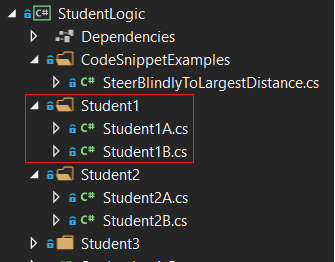 C# StudentLogic
Dependencies
CodeSnippetExamples
C# SteerBlindlyToLargestDistance.cs
Student1
C# Student1A.cs
C# Student1B.cs
Student2
C# Student2A.cs
C# Student2B.cs
Student3